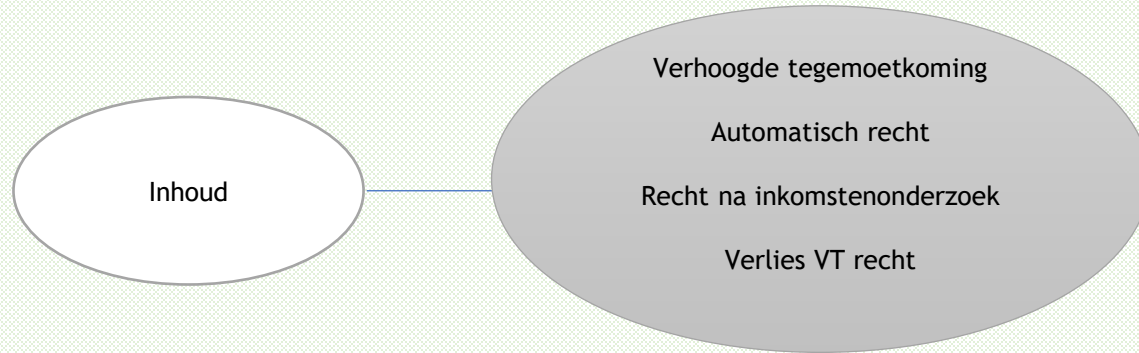 Inhoud
Verhoogde tegemoetkoming
Automatisch recht
Recht na inkomstenonderzoek
Verlies VT recht